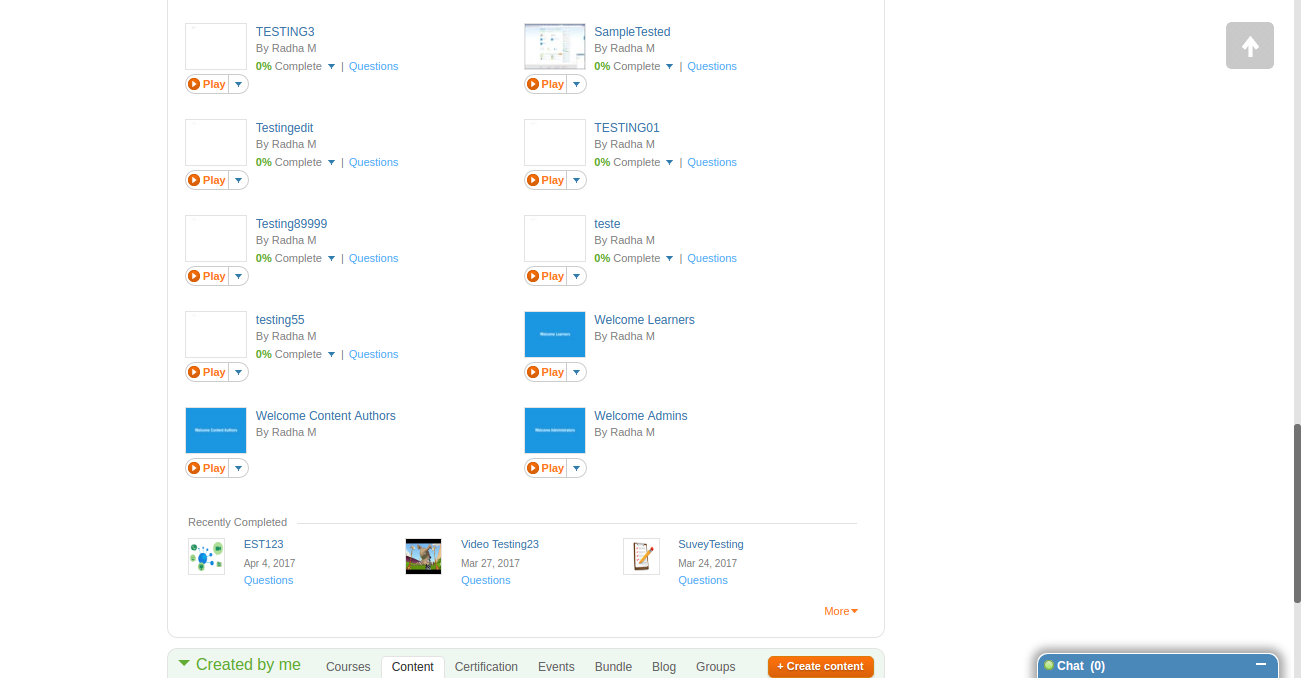 TESTING3
By Radha M
0% Complete | Questions
Play
SampleTested
By Radha M
0% Complete | Questions
Play
Testingedit
By Radha M
0% Complete | Questions
Play
TESTING01
By Radha M
0% Complete | Questions
Play
Testing89999
By Radha M
0% Complete | Questions
Play
teste
By Radha M
0% Complete | Questions
Play
testing55
By Radha M
0% Complete | Questions
Play
Welcome Learners
Welcome Learners
By Radha M
Play
Welcome Content Authors
Welcome Content Authors
By Radha M
Play
Welcome Administrators
Welcome Admins
By Radha M
Play
Recently Completed
EST123
Apr 4, 2017
Questions
Video Testing23
Mar 27, 2017
Questions
SuveyTesting
Mar 24, 2017
Questions
More
Created by me Courses Content Certification Events Bundle Blog Groups + Create content
Chat (0)